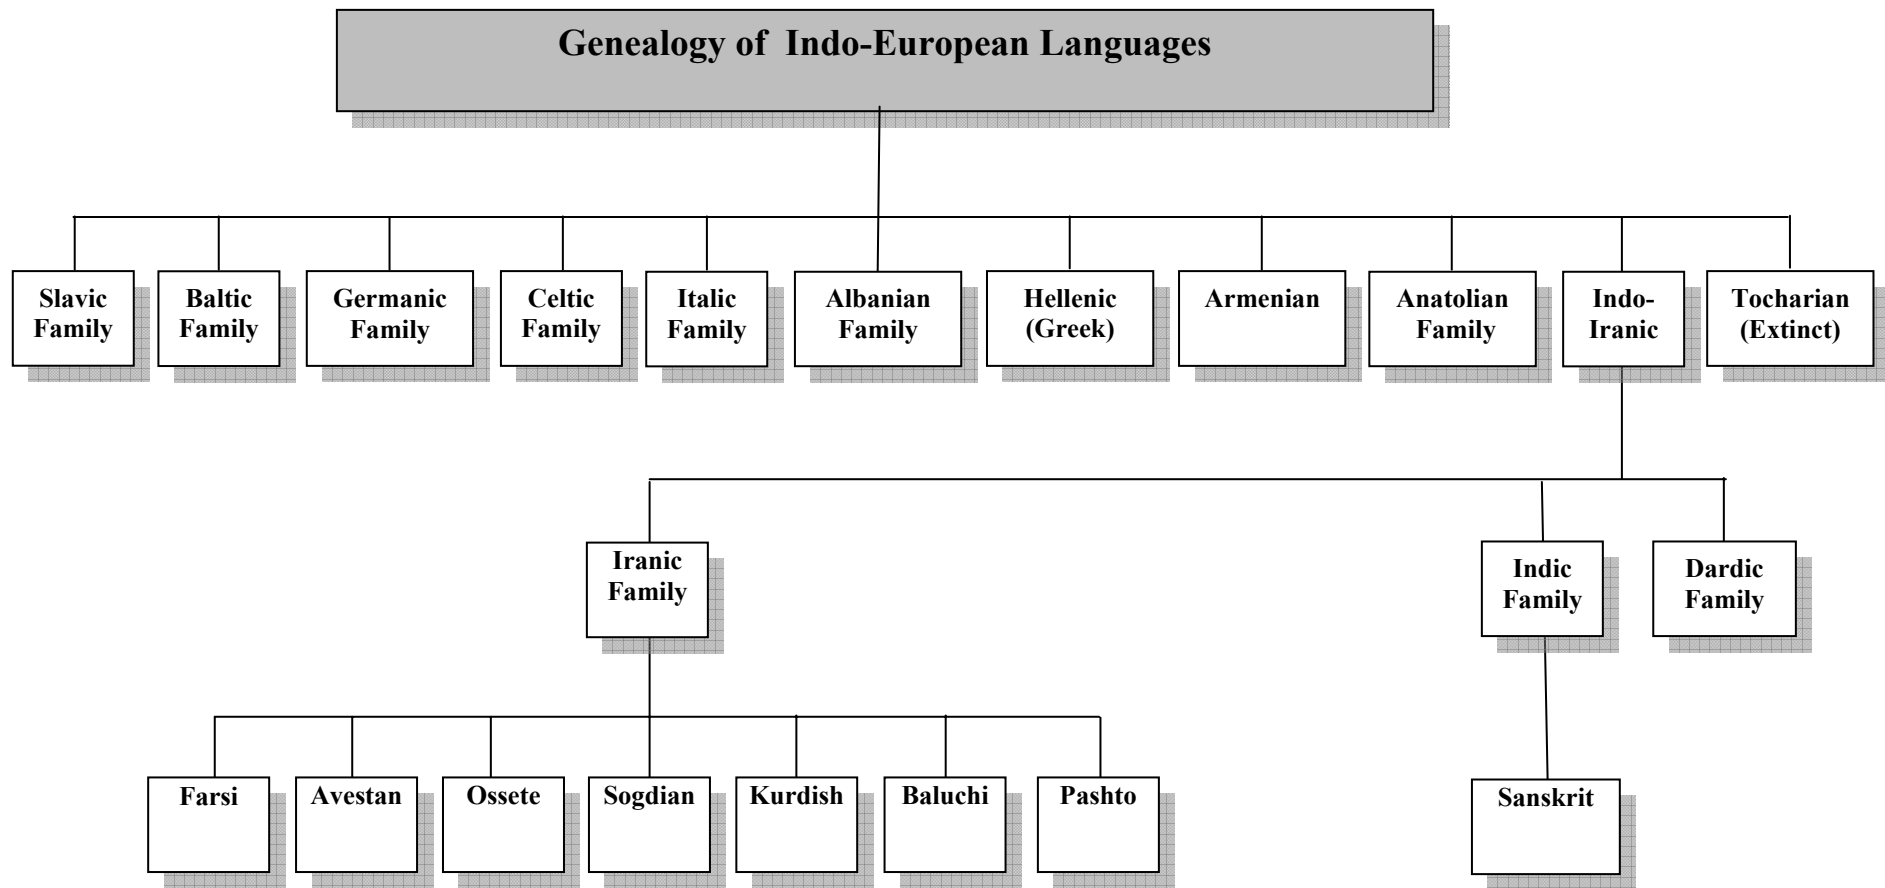 Genealogy of Indo-European Languages
Slavic
Family
Baltic
Family
Germanic
Family
Celtic
Family
Italic
Family
Albanian
Family
Hellenic
(Greek)
Armenian
Anatolian
Family
Indo-
Iranic
Tocharian
(Extinct)
Iranic
Family
Indic
Family
Dardic
Family
Farsi
Avestan
Ossete
Sogdian
Kurdish
Baluchi
Pashto
Sanskrit